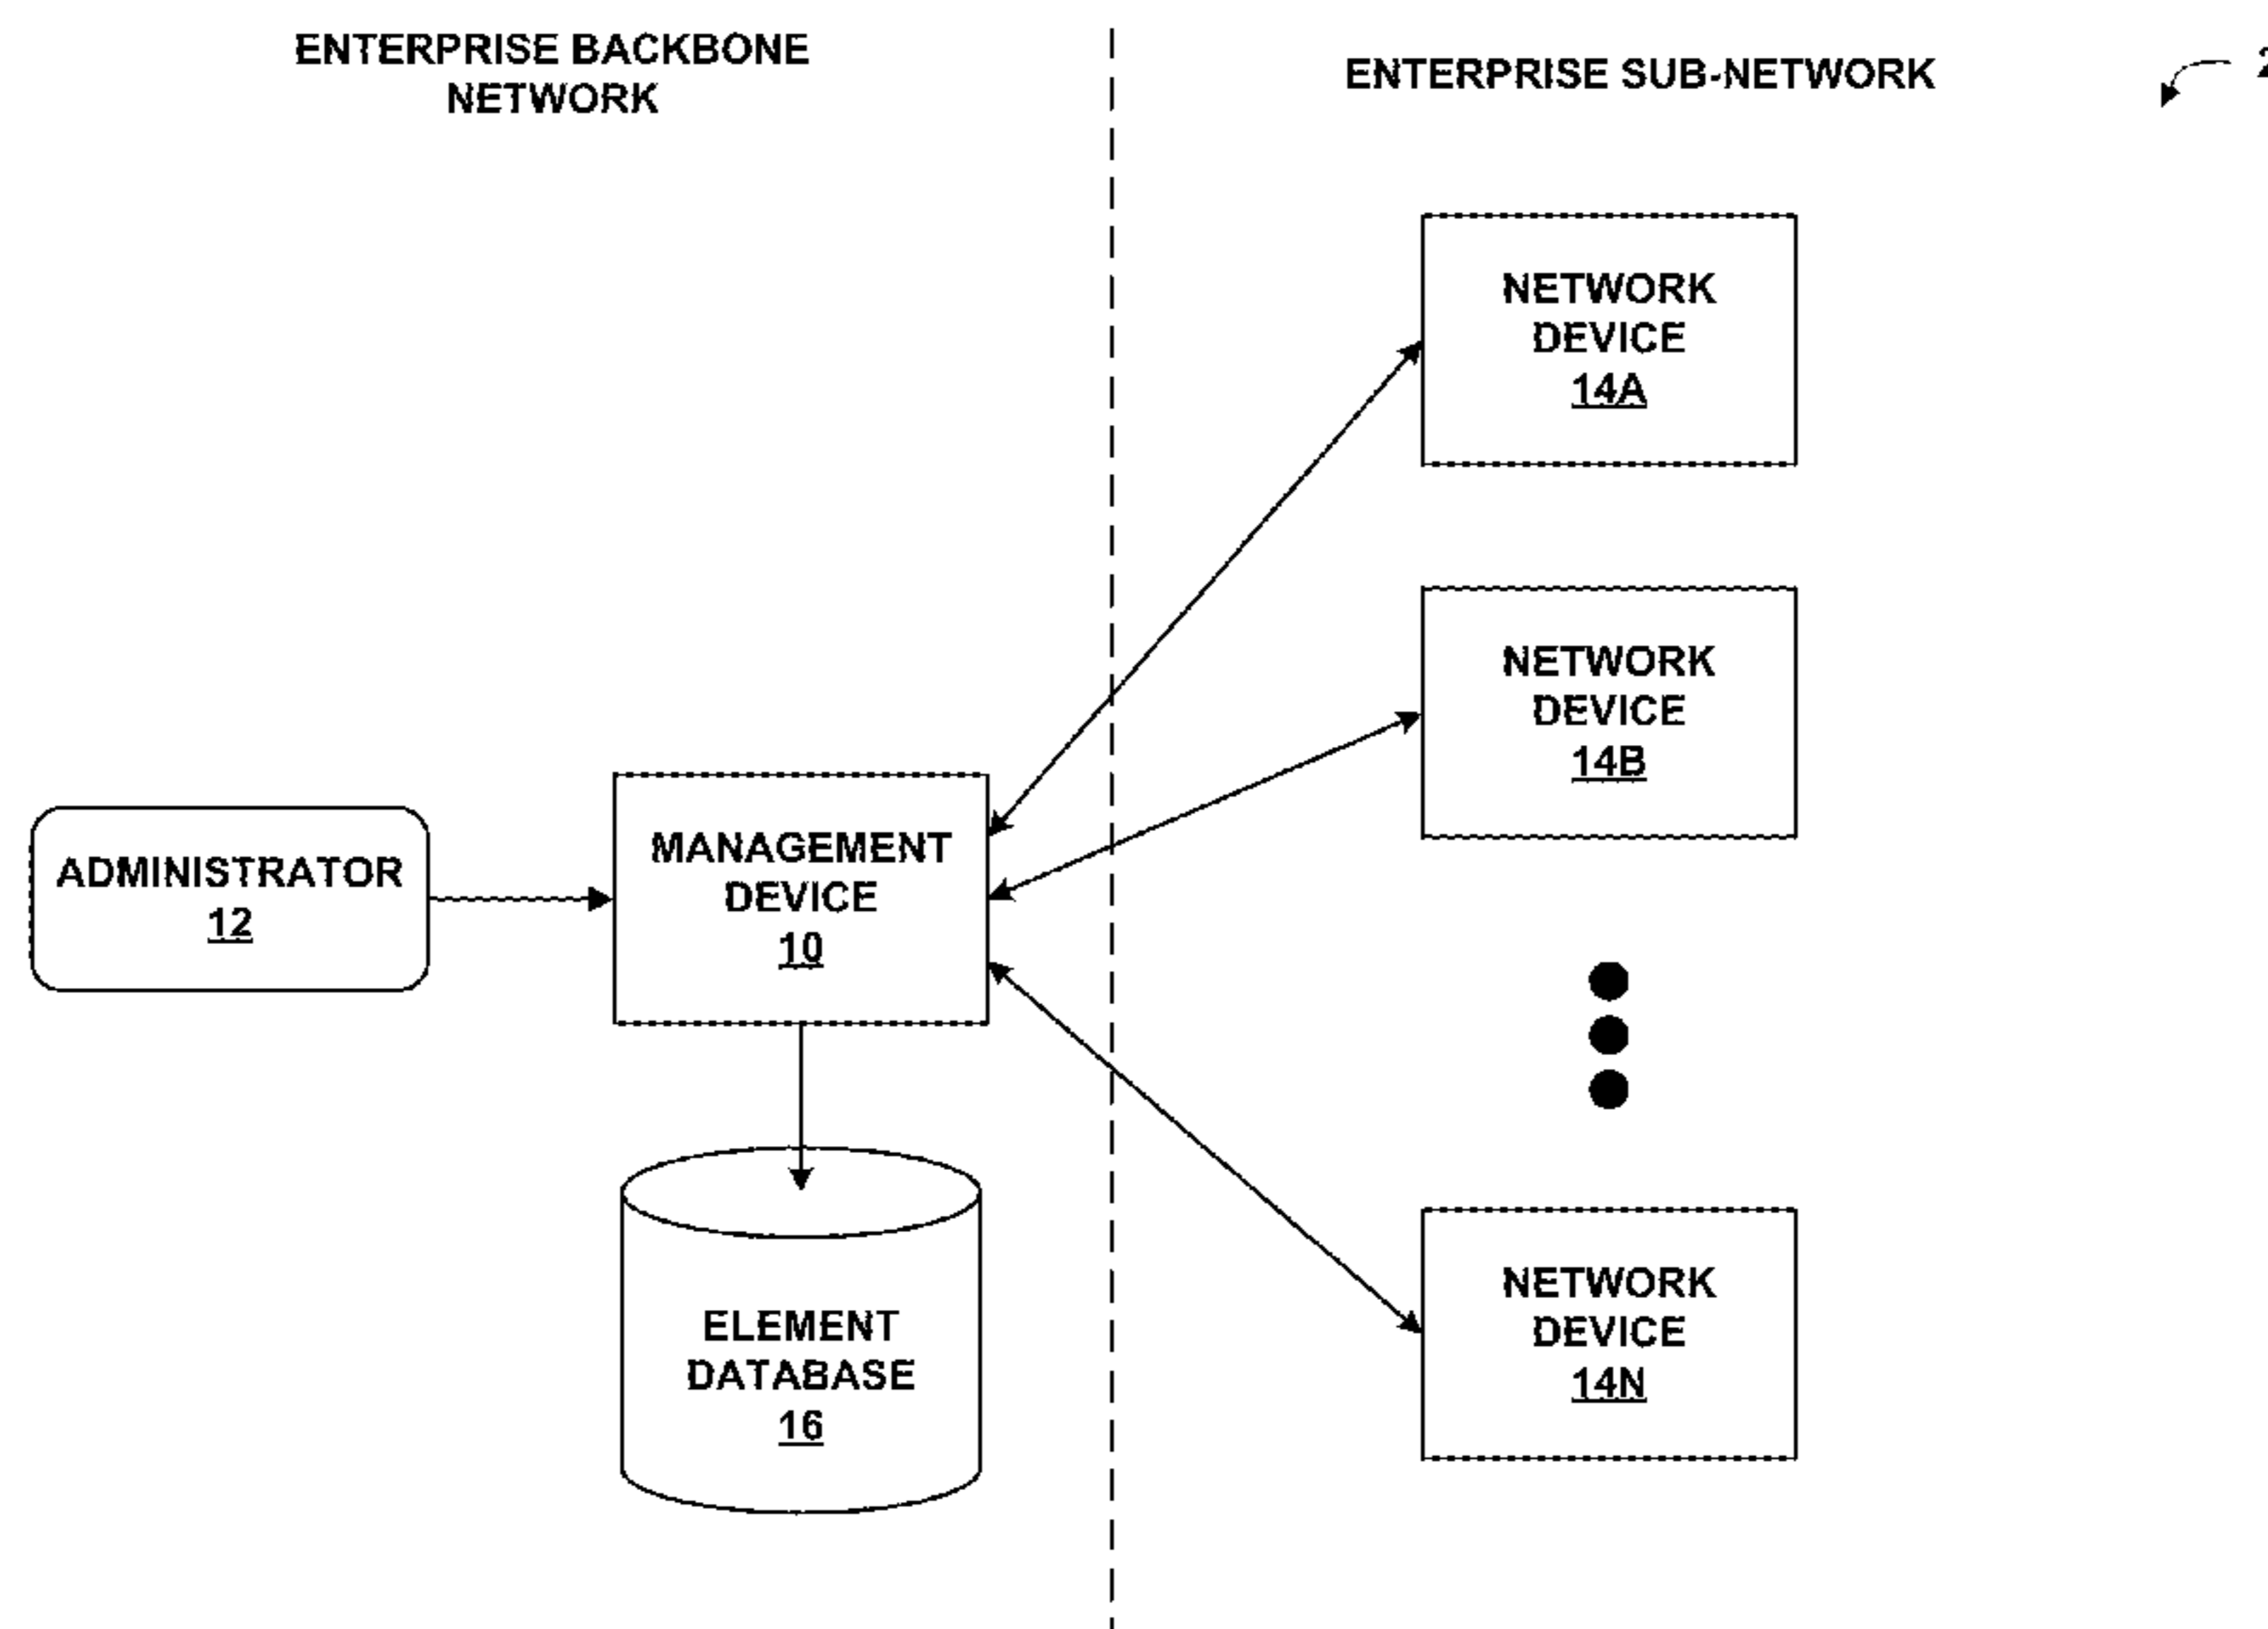 ENTERPRISE BACKBONE
NETWORK
ENTERPRISE SUB-NETWORK
NETWORK
DEVICE
14A
NETWORK
DEVICE
14B
MANAGEMENT
DEVICE
10
ADMINISTRATOR
12
NETWORK
DEVICE
14N
ELEMENT
DATABASE
16